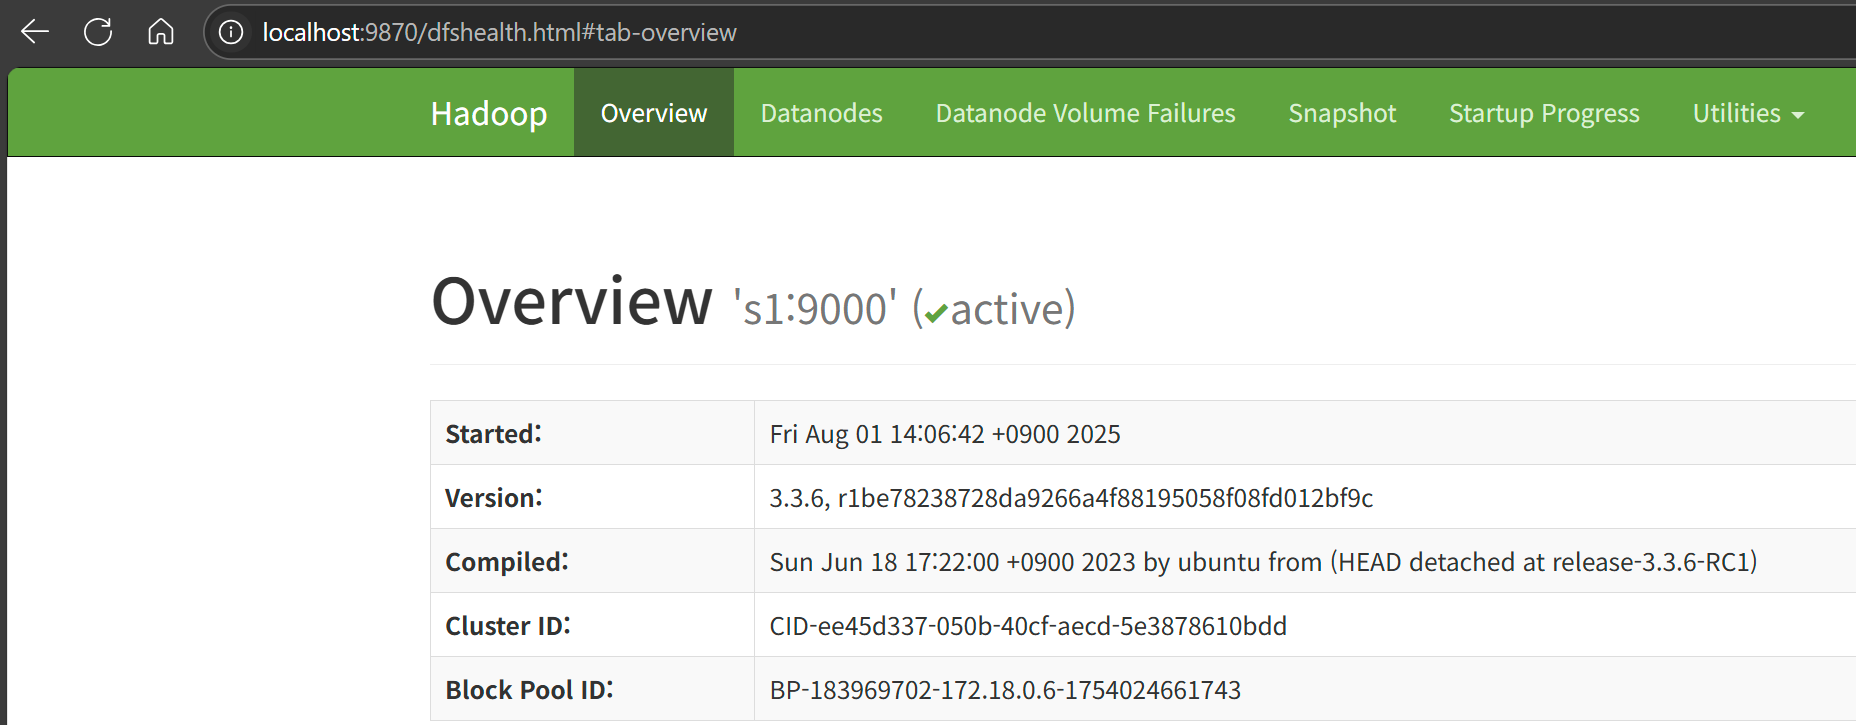 localhost:9870/dfshealth.html#tab-overview
Hadoop Overview Datanodes Datanode Volume Failures Snapshot Startup Progress Utilities
Overview 's1:9000' (✔active)
Started: Fri Aug 01 14:06:42 +0900 2025
Version: 3.3.6, r1be78238728da9266a4f88195058f08fd012bf9c
Compiled: Sun Jun 18 17:22:00 +0900 2023 by ubuntu from (HEAD detached at release-3.3.6-RC1)
Cluster ID: CID-ee45d337-050b-40cf-aecd-5e3878610bdd
Block Pool ID: BP-183969702-172.18.0.6-1754024661743